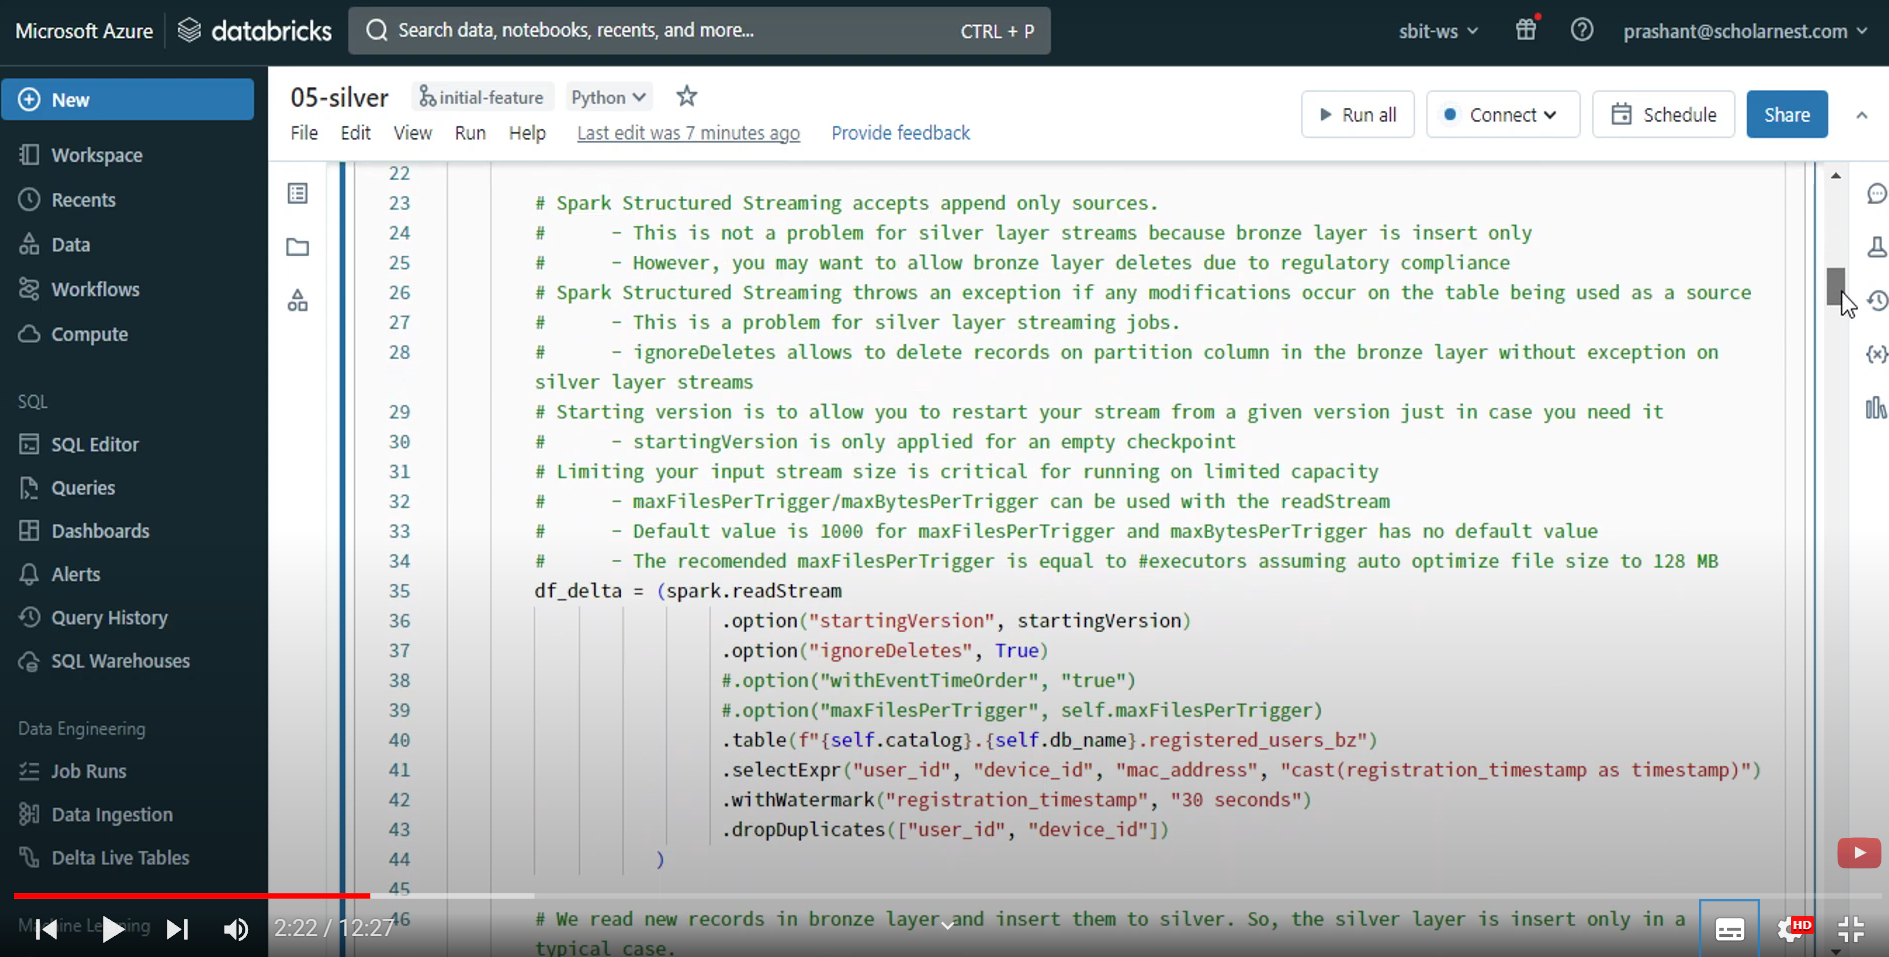 Microsoft Azure
databricks
Search data, notebooks, recents, and more...
CTRL + P
sbit-ws
prashant@scholarnest.com
New
Workspace
Recents
Data
Workflows
Compute
SQL
SQL Editor
Queries
Dashboards
Alerts
Query History
SQL Warehouses
Data Engineering
Job Runs
Data Ingestion
Delta Live Tables
Machine Learning
05-silver
initial-feature
Python
File Edit View Run Help Last edit was 7 minutes ago Provide feedback
Run all
Connect
Schedule
Share
22
23 # Spark Structured Streaming accepts append only sources.
24 # - This is not a problem for silver layer streams because bronze layer is insert only
25 # - However, you may want to allow bronze layer deletes due to regulatory compliance
26 # Spark Structured Streaming throws an exception if any modifications occur on the table being used as a source
27 # - This is a problem for silver layer streaming jobs.
28 # - ignoreDeletes allows to delete records on partition column in the bronze layer without exception on
silver layer streams
29 # Starting version is to allow you to restart your stream from a given version just in case you need it
30 # - startingVersion is only applied for an empty checkpoint
31 # Limiting your input stream size is critical for running on limited capacity
32 # - maxFilesPerTrigger/maxBytesPerTrigger can be used with the readStream
33 # - Default value is 1000 for maxFilesPerTrigger and maxBytesPerTrigger has no default value
34 # - The recomended maxFilesPerTrigger is equal to #executors assuming auto optimize file size to 128 MB
35 df_delta = (spark.readStream
36 .option("startingVersion", startingVersion)
37 .option("ignoreDeletes", True)
38 #.option("withEventTimeOrder", "true")
39 #.option("maxFilesPerTrigger", self.maxFilesPerTrigger)
40 .table(f"{self.catalog}.{self.db_name}.registered_users_bz")
41 .selectExpr("user_id", "device_id", "mac_address", "cast(registration_timestamp as timestamp)")
42 .withWatermark("registration_timestamp", "30 seconds")
43 .dropDuplicates(["user_id", "device_id"])
44 )
45
46 # We read new records in bronze layer and insert them to silver. So, the silver layer is insert only in a
typical case.
2:22 / 12:27
HD